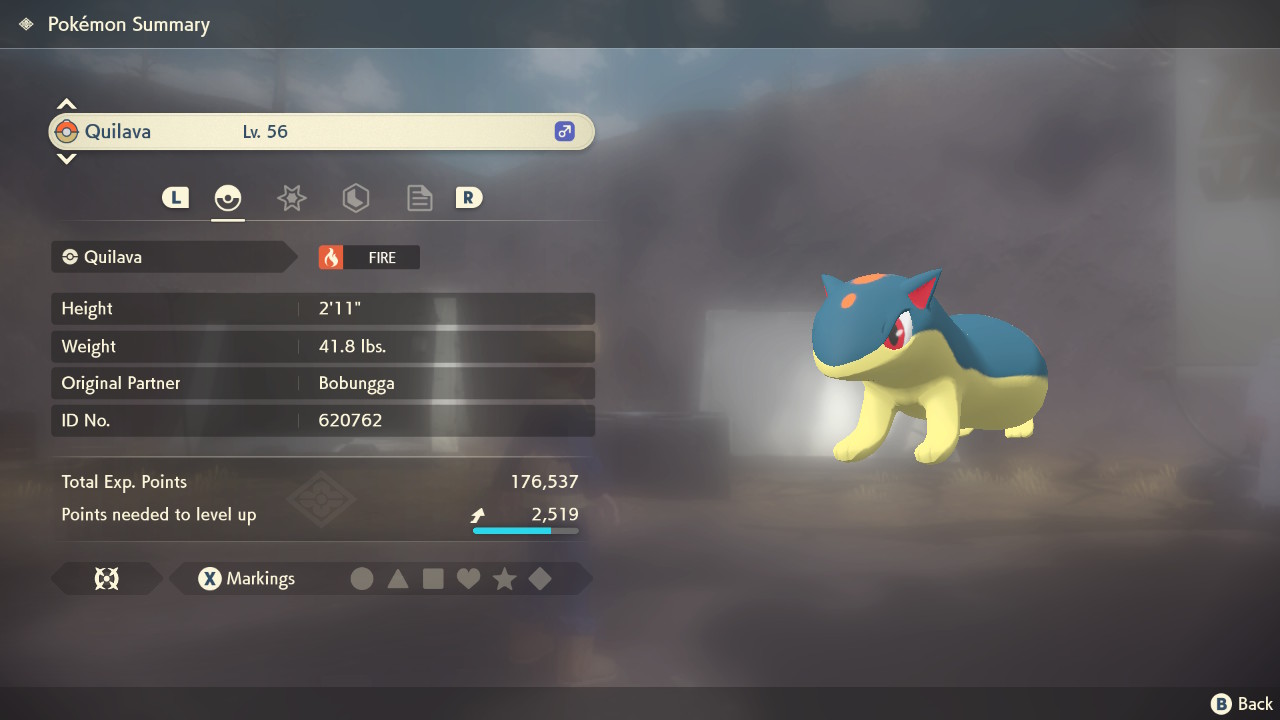 Pokémon Summary
Quilava Lv. 56
L R
Quilava FIRE
Height 2'11"
Weight 41.8 lbs.
Original Partner Bobungga
ID No. 620762
Total Exp. Points 176,537
Points needed to level up 2,519
X Markings
B Back